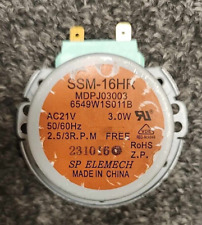 SSM-16HR
MDPJ03003
6549W1S011B
AC21V 3.0W
50/60Hz
2.5/3R.P.M FREE RoHS
Z.P.
SP ELEMECH
MADE IN CHINA